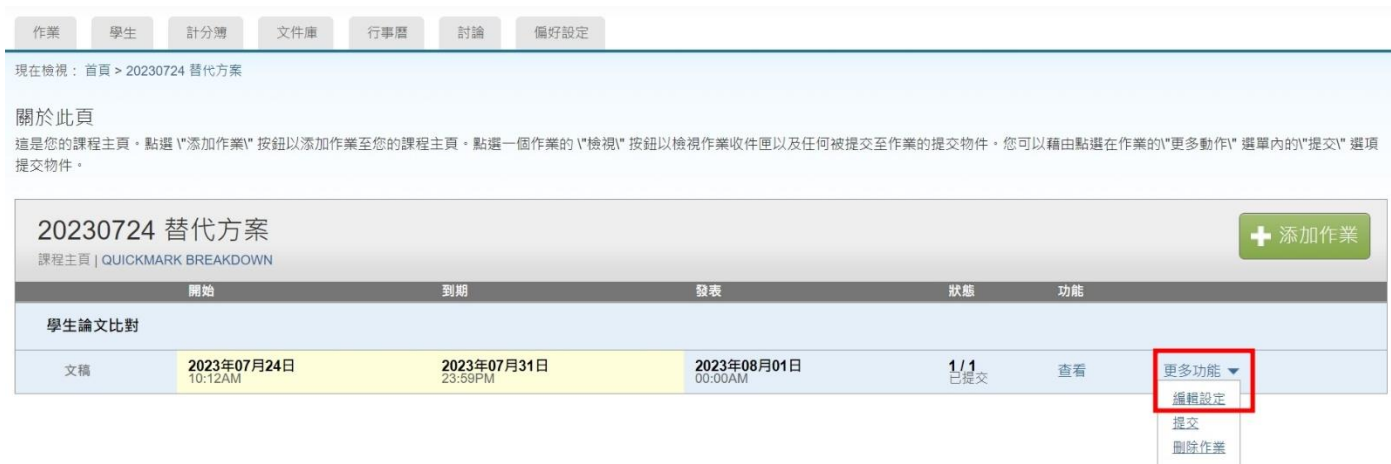 作業 學生 計分簿 文件庫 行事曆 討論 偏好設定
現在檢視： 首頁 > 20230724 替代方案
關於此頁
這是您的課程主頁。點選 \"添加作業\" 按鈕以添加作業至您的課程主頁。點選一個作業的 \"檢視\" 按鈕以檢視作業收件匣以及任何被提交至作業的提交物件。您可以藉由點選在作業的\"更多動作\" 選單內的\"提交\" 選項
提交物件。
20230724 替代方案
添加作業
課程主頁 | QUICKMARK BREAKDOWN
開始 到期 發表 狀態 功能
學生論文比對
文稿 2023年07月24日 2023年07月31日 2023年08月01日 1 / 1 查看 更多功能
10:12AM 23:59PM 00:00AM 已提交
編輯設定
提交
刪除作業